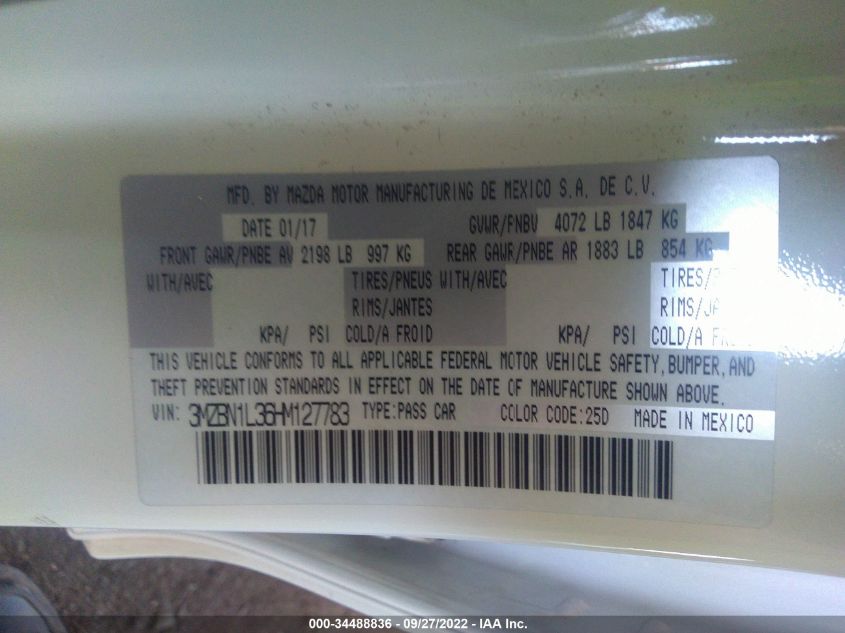 MFD. BY MAZDA MOTOR MANUFACTURING DE MEXICO S.A. DE C.V.
DATE 01/17 GVWR/PNBV 4072 LB 1847 KG
FRONT GAWR/PNBE AV 2198 LB 997 KG REAR GAWR/PNBE AR 1883 LB 854 KG
WITH/AVEC TIRES/PNEUS WITH/AVEC TIRES/
RIMS/JANTES RIMS/JA
KPA/ PSI COLD/A FROID KPA/ PSI COLD/A FR
THIS VEHICLE CONFORMS TO ALL APPLICABLE FEDERAL MOTOR VEHICLE SAFETY, BUMPER, AND
THEFT PREVENTION STANDARDS IN EFFECT ON THE DATE OF MANUFACTURE SHOWN ABOVE.
VIN: 3MZBN1L36HM127783 TYPE:PASS CAR COLOR CODE:25D MADE IN MEXICO
000-34488836 - 09/27/2022 - IAA Inc.